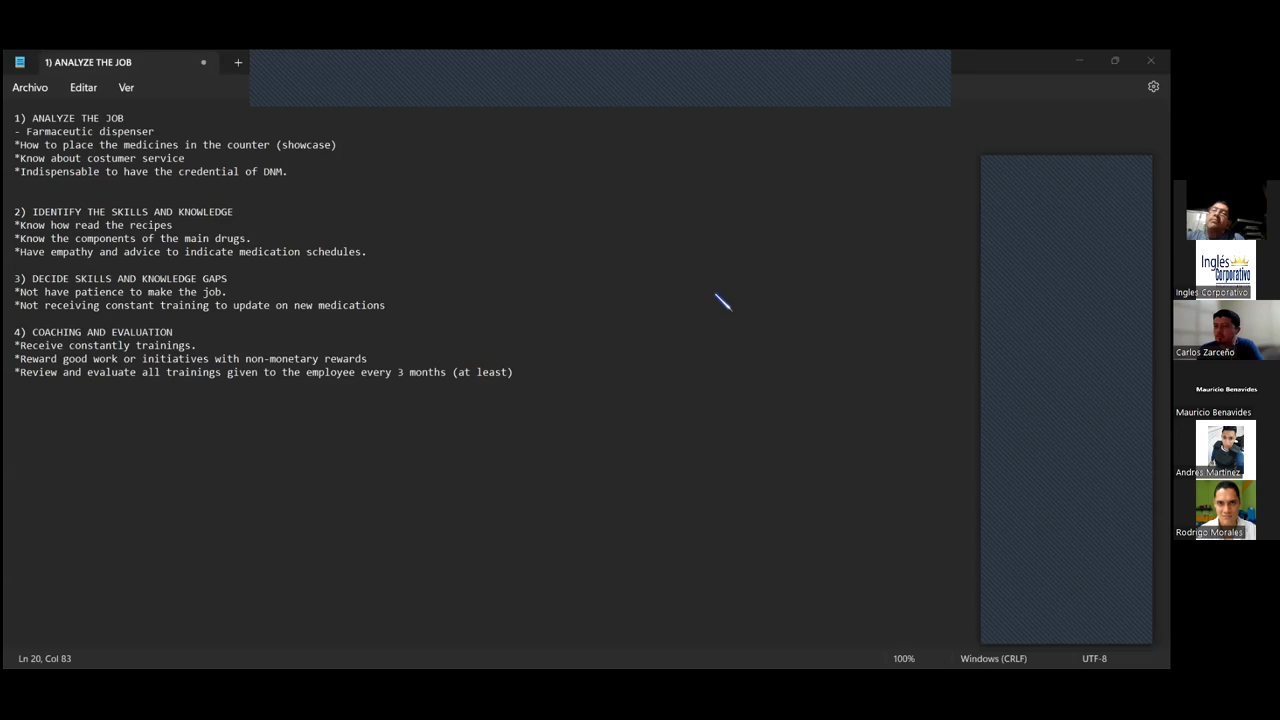 1) ANALYZE THE JOB
Archivo Editar Ver
1) ANALYZE THE JOB
- Farmaceutic dispenser
*How to place the medicines in the counter (showcase)
*Know about costumer service
*Indispensable to have the credential of DNM.
2) IDENTIFY THE SKILLS AND KNOWLEDGE
*Know how read the recipes
*Know the components of the main drugs.
*Have empathy and advice to indicate medication schedules.
3) DECIDE SKILLS AND KNOWLEDGE GAPS
*Not have patience to make the job.
*Not receiving constant training to update on new medications
4) COACHING AND EVALUATION
*Receive constantly trainings.
*Reward good work or initiatives with non-monetary rewards
*Review and evaluate all trainings given to the employee every 3 months (at least)
Ln 20, Col 83
100%
Windows (CRLF)
UTF-8
Inglés
Corporativo
Ingles Corporativo
Carlos Zarceño
Mauricio Benavides
Mauricio Benavides
Andres Martinez
Rodrigo Morales